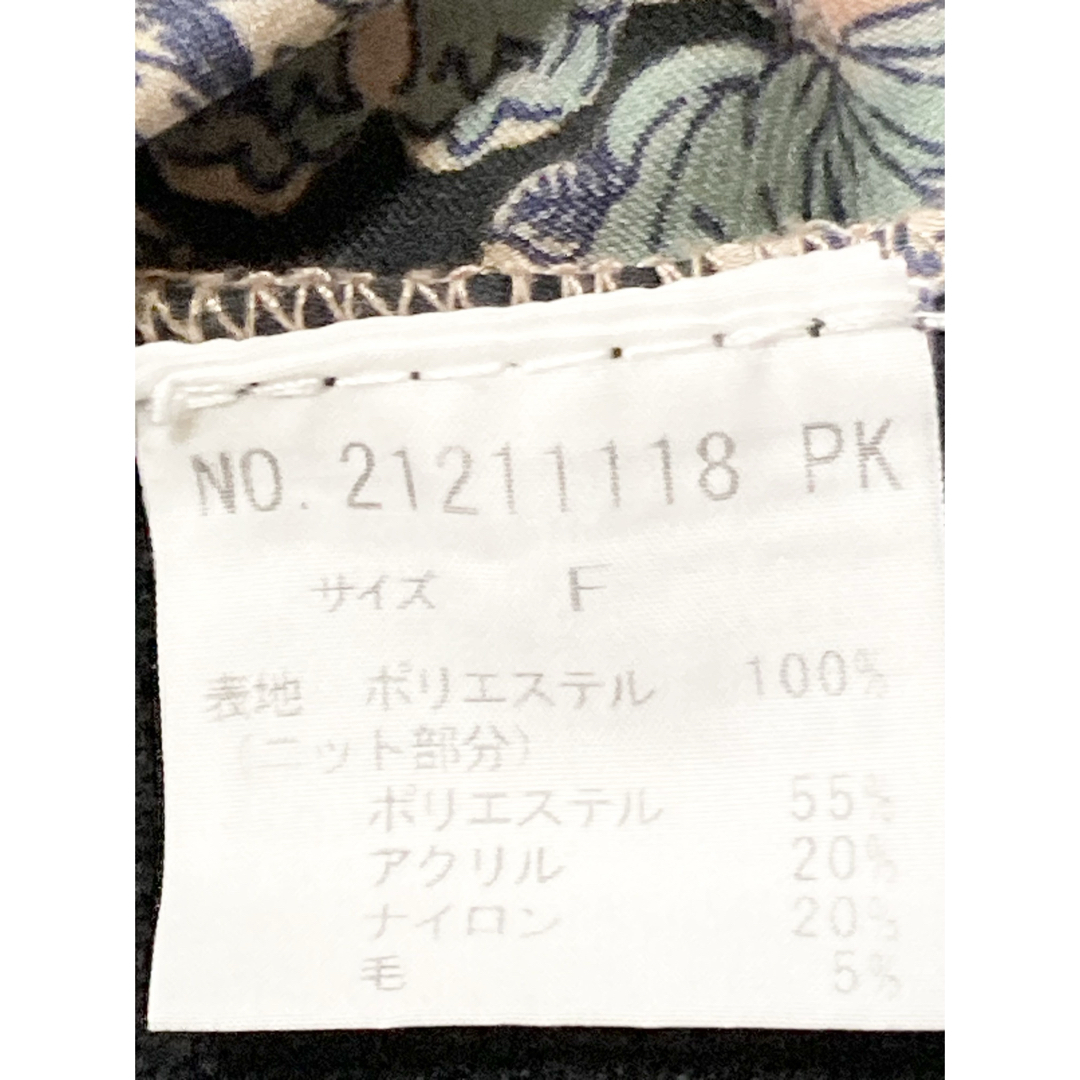 NO. 21211118 PK
サイズ F
表地 ポリエステル 100%
(ニット部分)
ポリエステル 55%
アクリル 20%
ナイロン 20%
毛 5%